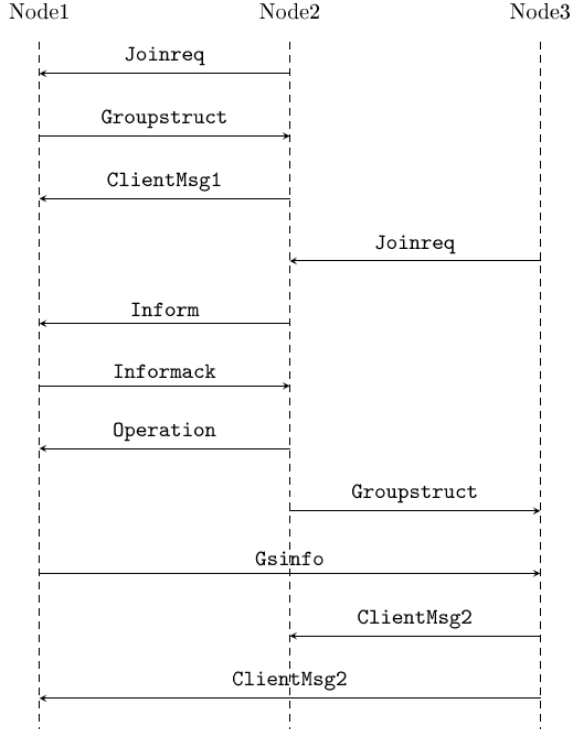 Node1 Node2 Node3
Joinreq
Groupstruct
ClientMsg1
Joinreq
Inform
Informack
Operation
Groupstruct
Gsinfo
ClientMsg2
ClientMsg2